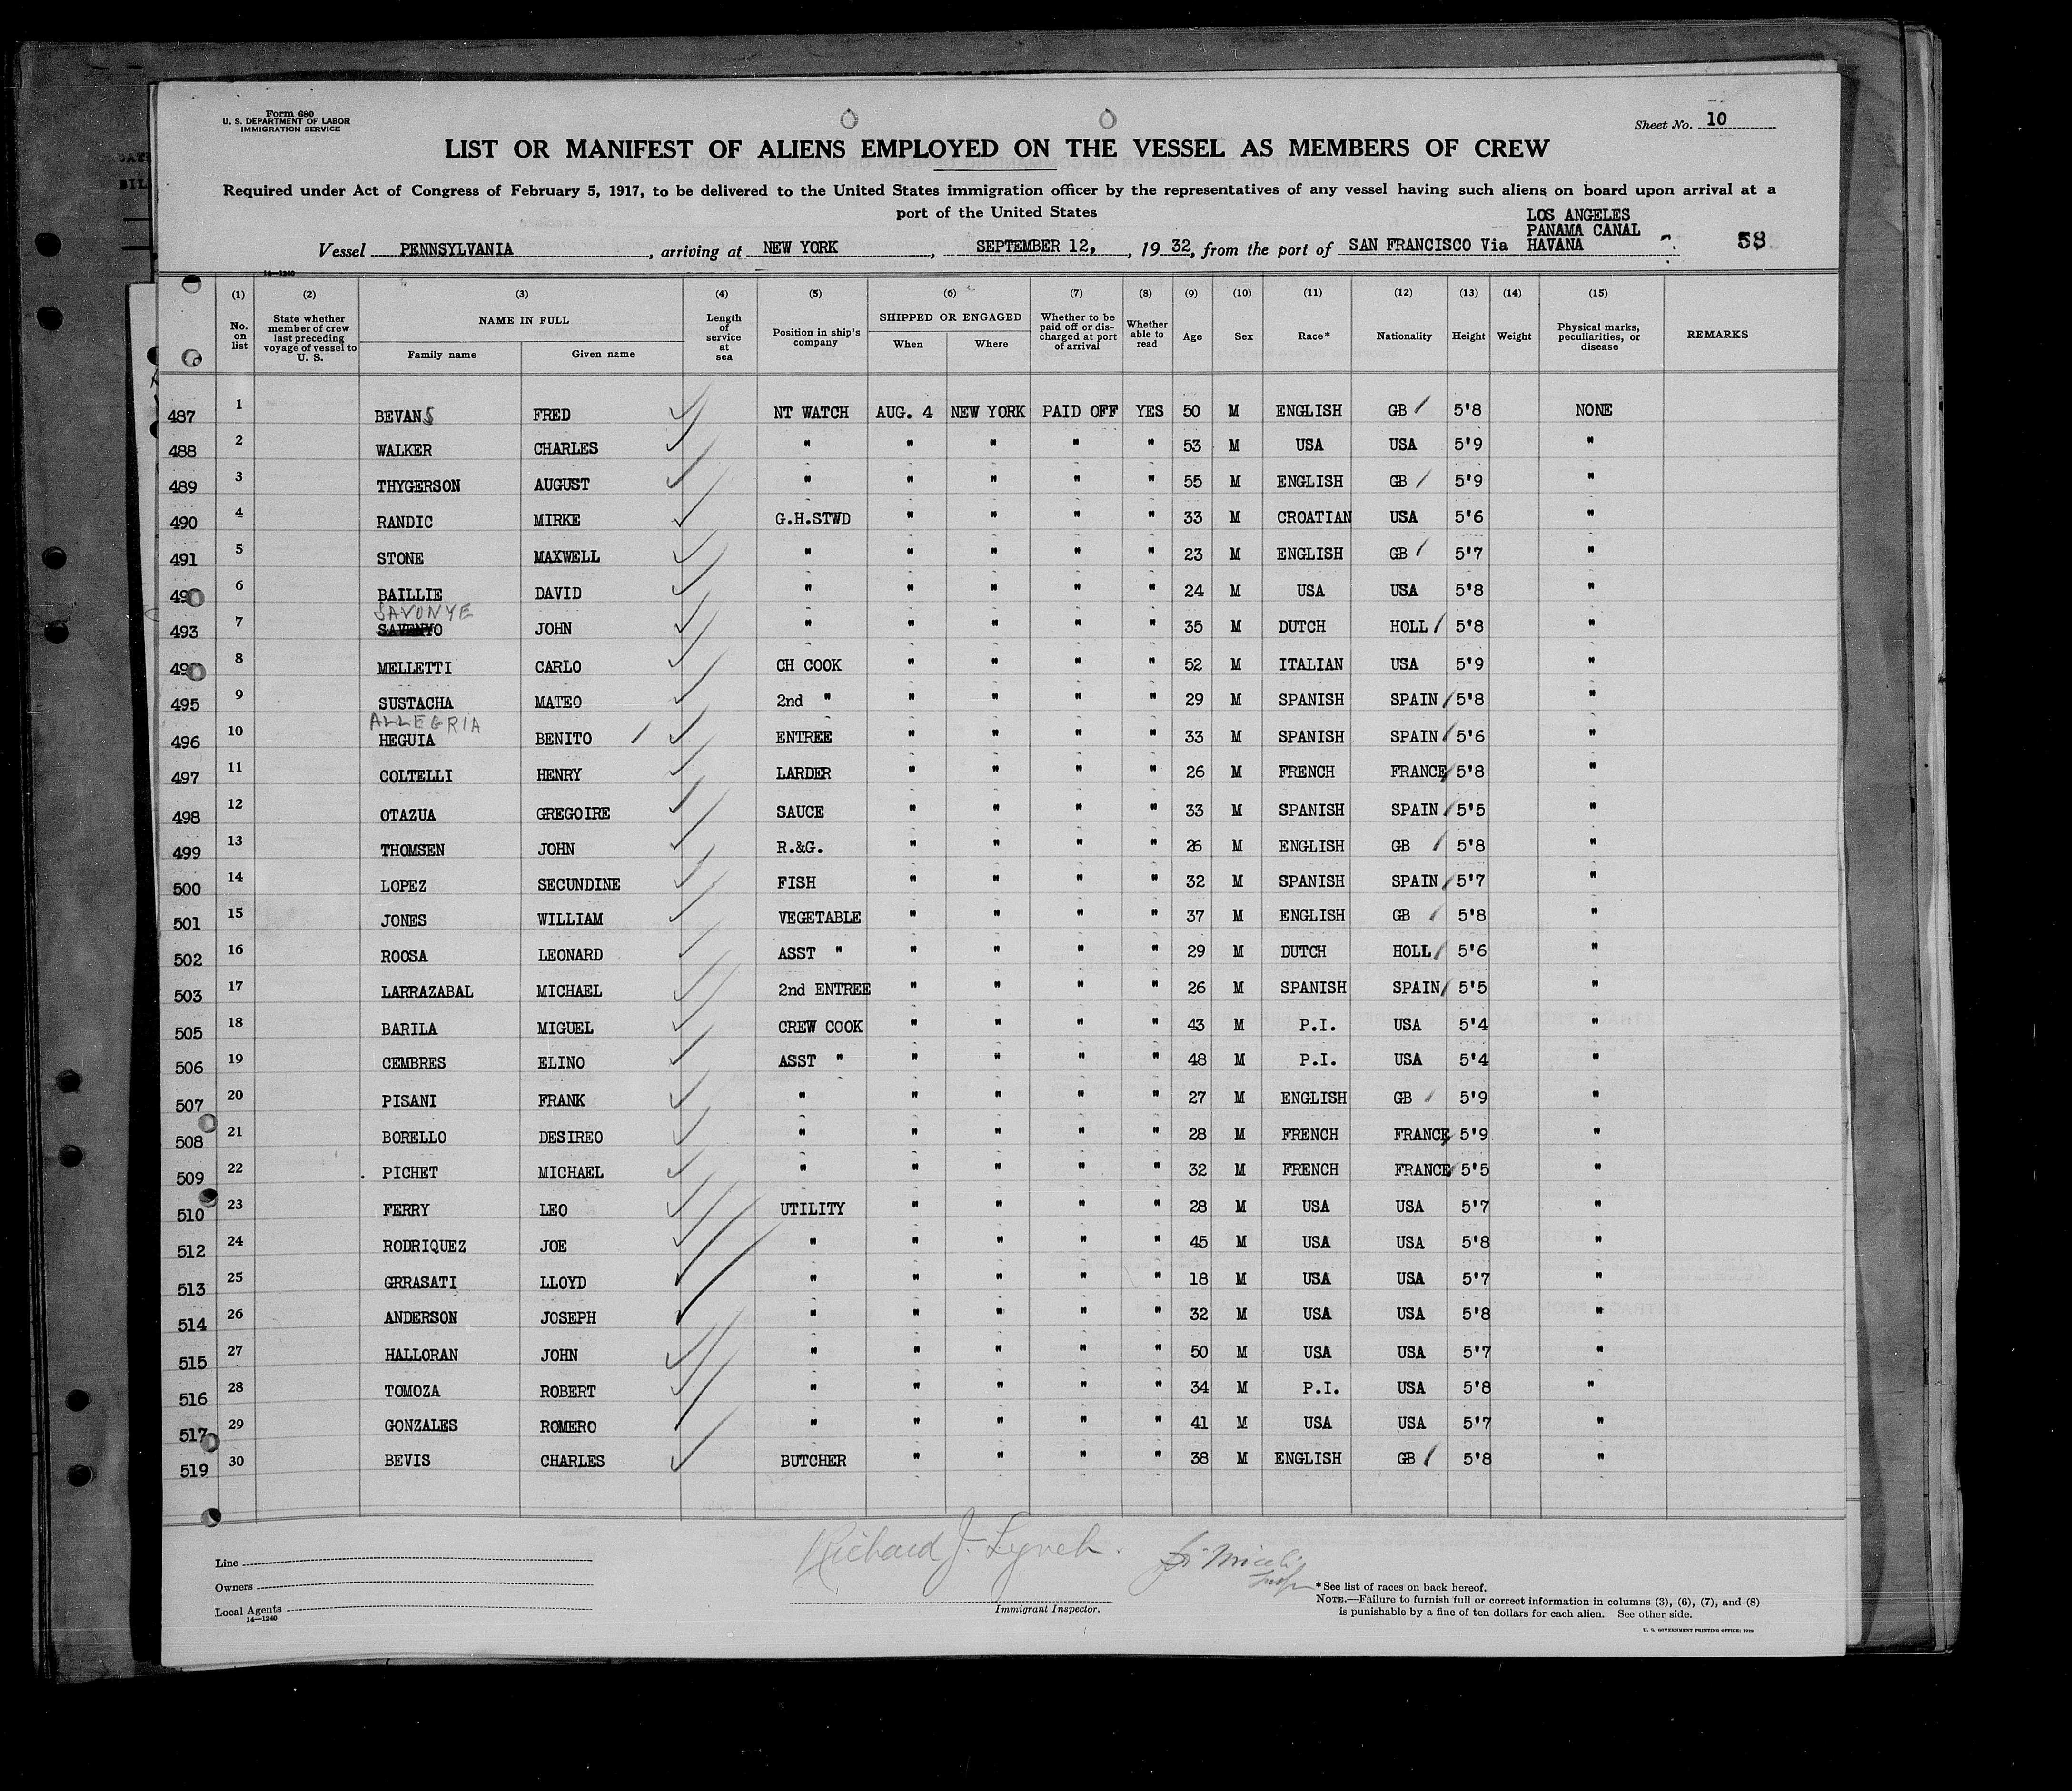 Form 680
U. S. DEPARTMENT OF LABOR
IMMIGRATION SERVICE
Sheet No. 10
LIST OR MANIFEST OF ALIENS EMPLOYED ON THE VESSEL AS MEMBERS OF CREW
Required under Act of Congress of February 5, 1917, to be delivered to the United States immigration officer by the representatives of any vessel having such aliens on board upon arrival at a
port of the United States
LOS ANGELES
PANAMA CANAL
Vessel PENNSYLVANIA, arriving at NEW YORK, SEPTEMBER 12,, 1932, from the port of SAN FRANCISCO Via HAVANA 58
14—1240
(1) (2) (3) (4) (5) (6) (7) (8) (9) (10) (11) (12) (13) (14) (15)
No. on list State whether member of crew last preceding voyage of vessel to U. S. NAME IN FULL Family name Given name Length of service at sea Position in ship's company SHIPPED OR ENGAGED When Where Whether to be paid off or discharged at port of arrival Whether able to read Age Sex Race* Nationality Height Weight Physical marks, peculiarities, or disease REMARKS
487 1 BEVANS FRED NT WATCH AUG. 4 NEW YORK PAID OFF YES 50 M ENGLISH GB 5'8 NONE
488 2 WALKER CHARLES " " " " " 53 M USA USA 5'9 "
489 3 THYGERSON AUGUST " " " " " 55 M ENGLISH GB 5'9 "
490 4 RANDIC MIRKE G.H.STWD " " " " 33 M CROATIAN USA 5'6 "
491 5 STONE MAXWELL " " " " " 23 M ENGLISH GB 5'7 "
49 6 BAILLIE DAVID " " " " " 24 M USA USA 5'8 "
SAVONYE
493 7 SAVENYO JOHN " " " " " 35 M DUTCH HOLL 5'8 "
49 8 MELLETTI CARLO CH COOK " " " " 52 M ITALIAN USA 5'9 "
495 9 SUSTACHA MATEO 2nd " " " " " 29 M SPANISH SPAIN 5'8 "
ALLEGRIA
496 10 HEGUIA BENITO ENTREE " " " " 33 M SPANISH SPAIN 5'6 "
497 11 COLTELLI HENRY LARDER " " " " 26 M FRENCH FRANCE 5'8 "
498 12 OTAZUA GREGOIRE SAUCE " " " " 33 M SPANISH SPAIN 5'5 "
499 13 THOMSEN JOHN R.&G. " " " " 26 M ENGLISH GB 5'8 "
500 14 LOPEZ SECUNDINE FISH " " " " 32 M SPANISH SPAIN 5'7 "
501 15 JONES WILLIAM VEGETABLE " " " " 37 M ENGLISH GB 5'8 "
502 16 ROOSA LEONARD ASST " " " " " 29 M DUTCH HOLL 5'6 "
503 17 LARRAZABAL MICHAEL 2nd ENTREE " " " " 26 M SPANISH SPAIN 5'5 "
505 18 BARILA MIGUEL CREW COOK " " " " 43 M P.I. USA 5'4 "
506 19 CEMBRES ELINO ASST " " " " " 48 M P.I. USA 5'4 "
507 20 PISANI FRANK " " " " " 27 M ENGLISH GB 5'9 "
508 21 BORELLO DESIREO " " " " " 28 M FRENCH FRANCE 5'9 "
509 22 PICHET MICHAEL " " " " " 32 M FRENCH FRANCE 5'5 "
510 23 FERRY LEO UTILITY " " " " 28 M USA USA 5'7 "
512 24 RODRIQUEZ JOE " " " " " 45 M USA USA 5'8 "
513 25 GRRASATI LLOYD " " " " " 18 M USA USA 5'7 "
514 26 ANDERSON JOSEPH " " " " " 32 M USA USA 5'8 "
515 27 HALLORAN JOHN " " " " " 50 M USA USA 5'7 "
516 28 TOMOZA ROBERT " " " " " 34 M P.I. USA 5'8 "
517 29 GONZALES ROMERO " " " " " 41 M USA USA 5'7 "
519 30 BEVIS CHARLES BUTCHER " " " " 38 M ENGLISH GB 5'8 "
Richard J. Lynch.
Line
Owners
Local Agents
14—1240
Immigrant Inspector.
* See list of races on back hereof.
NOTE.—Failure to furnish full or correct information in columns (3), (6), (7), and (8)
is punishable by a fine of ten dollars for each alien. See other side.
U. S. GOVERNMENT PRINTING OFFICE: